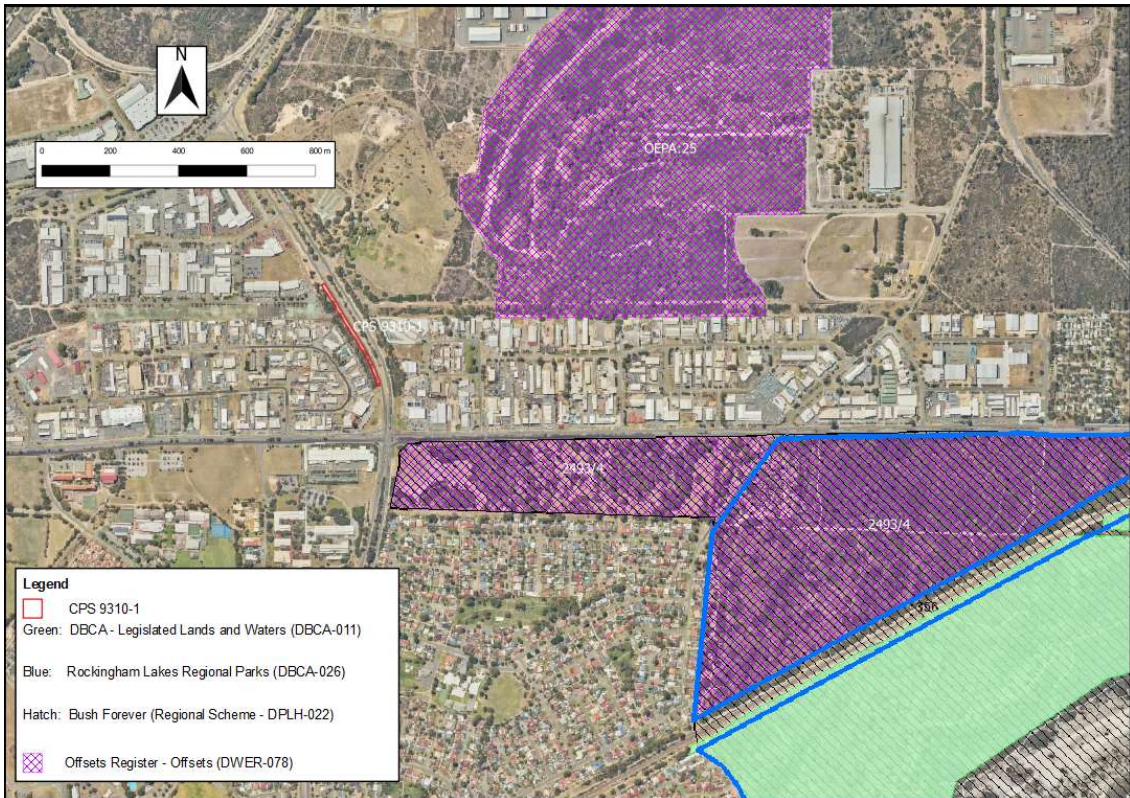 N
0 200 400 600 800 m
OEPA:25
CPS 9310-1
2493/4
2493/4
356
Legend
CPS 9310-1
Green: DBCA - Legislated Lands and Waters (DBCA-011)
Blue: Rockingham Lakes Regional Parks (DBCA-026)
Hatch: Bush Forever (Regional Scheme - DPLH-022)
Offsets Register - Offsets (DWER-078)